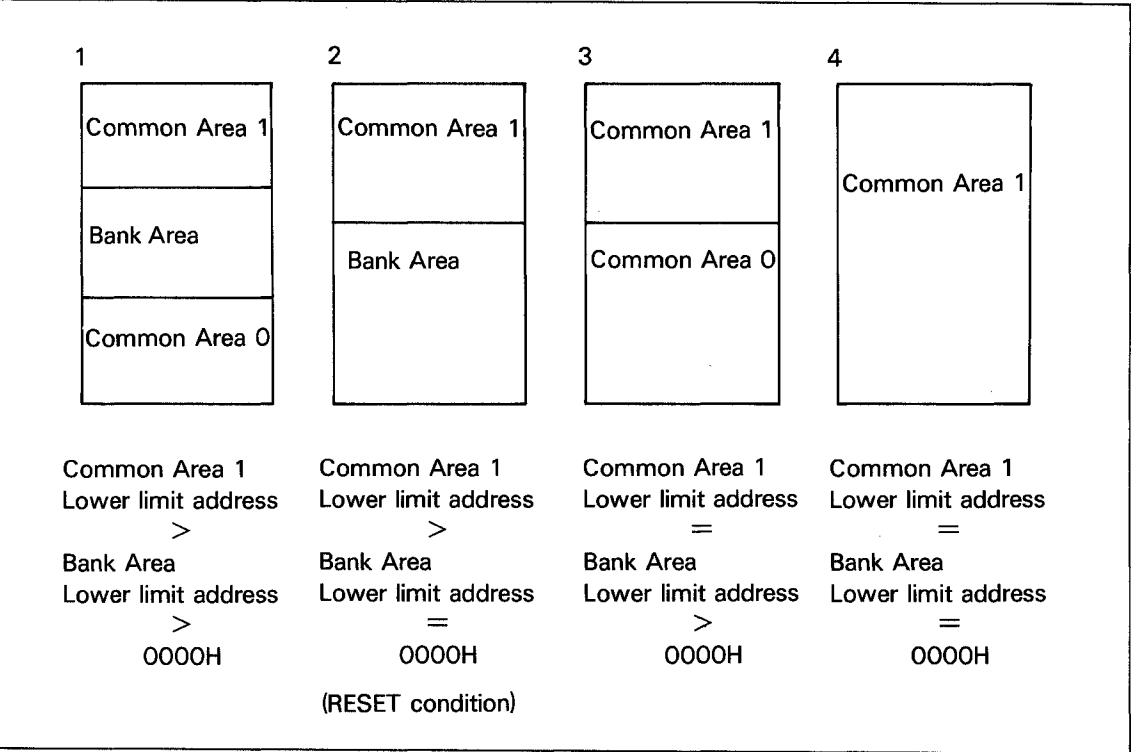 1
Common Area 1
Bank Area
Common Area 0
Common Area 1
Lower limit address
>
Bank Area
Lower limit address
>
0000H
2
Common Area 1
Bank Area
Common Area 1
Lower limit address
>
Bank Area
Lower limit address
=
0000H
(RESET condition)
3
Common Area 1
Common Area 0
Common Area 1
Lower limit address
=
Bank Area
Lower limit address
>
0000H
4
Common Area 1
Common Area 1
Lower limit address
=
Bank Area
Lower limit address
=
0000H